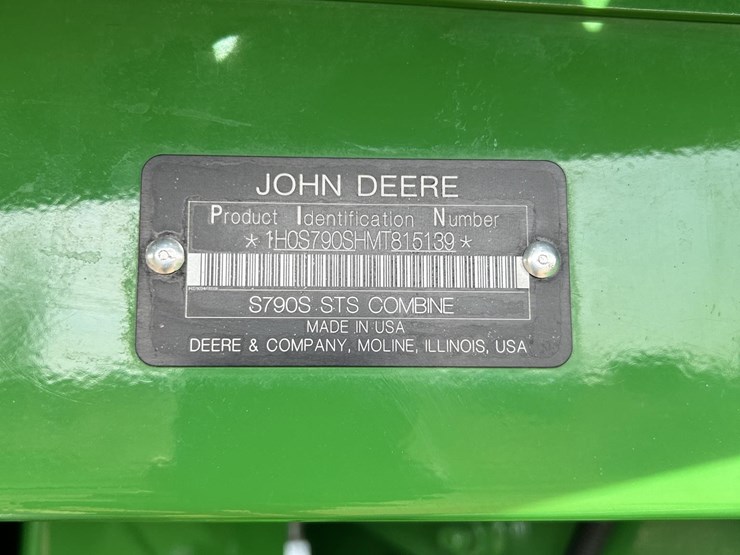 JOHN DEERE
Product Identification Number
*1H0S790SHMT815139*
S790S STS COMBINE
MADE IN USA
DEERE & COMPANY, MOLINE, ILLINOIS, USA